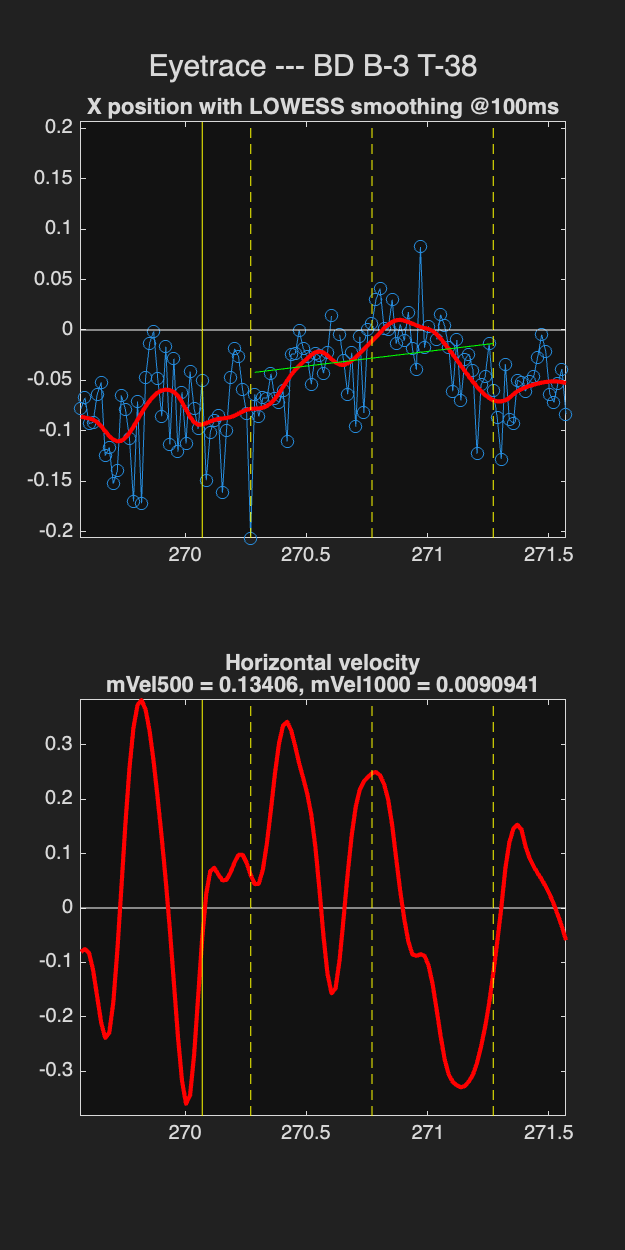 Eyetrace --- BD B-3 T-38
X position with LOWESS smoothing @100ms
0.2
0.15
0.1
0.05
0
-0.05
-0.1
-0.15
-0.2
270 270.5 271 271.5
Horizontal velocity
mVel500 = 0.13406, mVel1000 = 0.0090941
0.3
0.2
0.1
0
-0.1
-0.2
-0.3
270 270.5 271 271.5